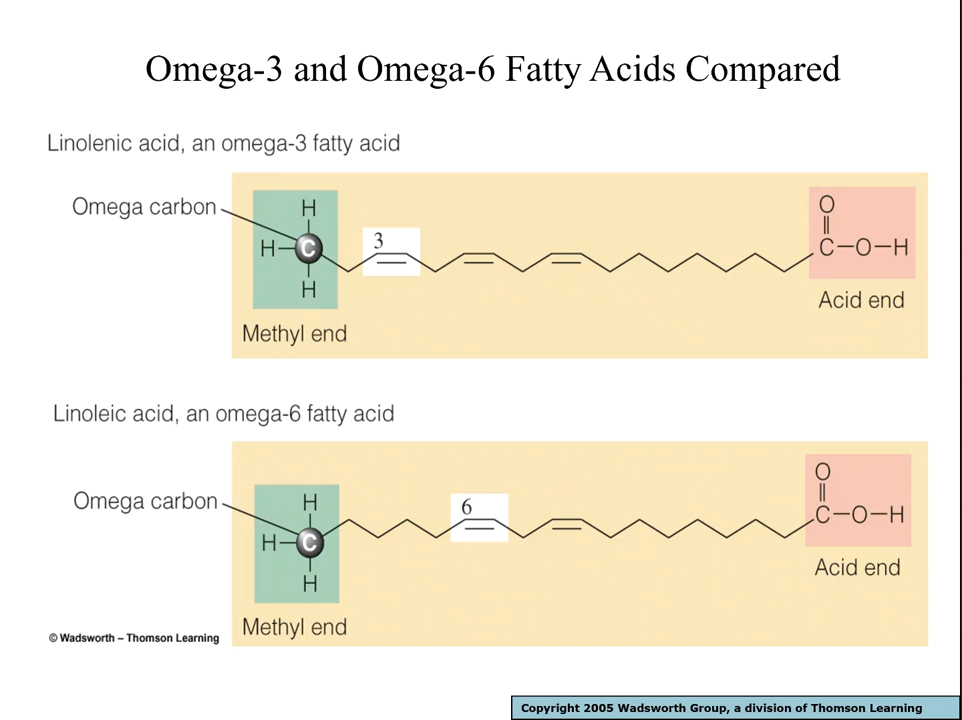 Omega-3 and Omega-6 Fatty Acids Compared
Linolenic acid, an omega-3 fatty acid
Omega carbon
H
H–C
H
3
O
C–O–H
Methyl end
Acid end
Linoleic acid, an omega-6 fatty acid
Omega carbon
H
H–C
H
6
O
C–O–H
Methyl end
Acid end
© Wadsworth – Thomson Learning
Copyright 2005 Wadsworth Group, a division of Thomson Learning